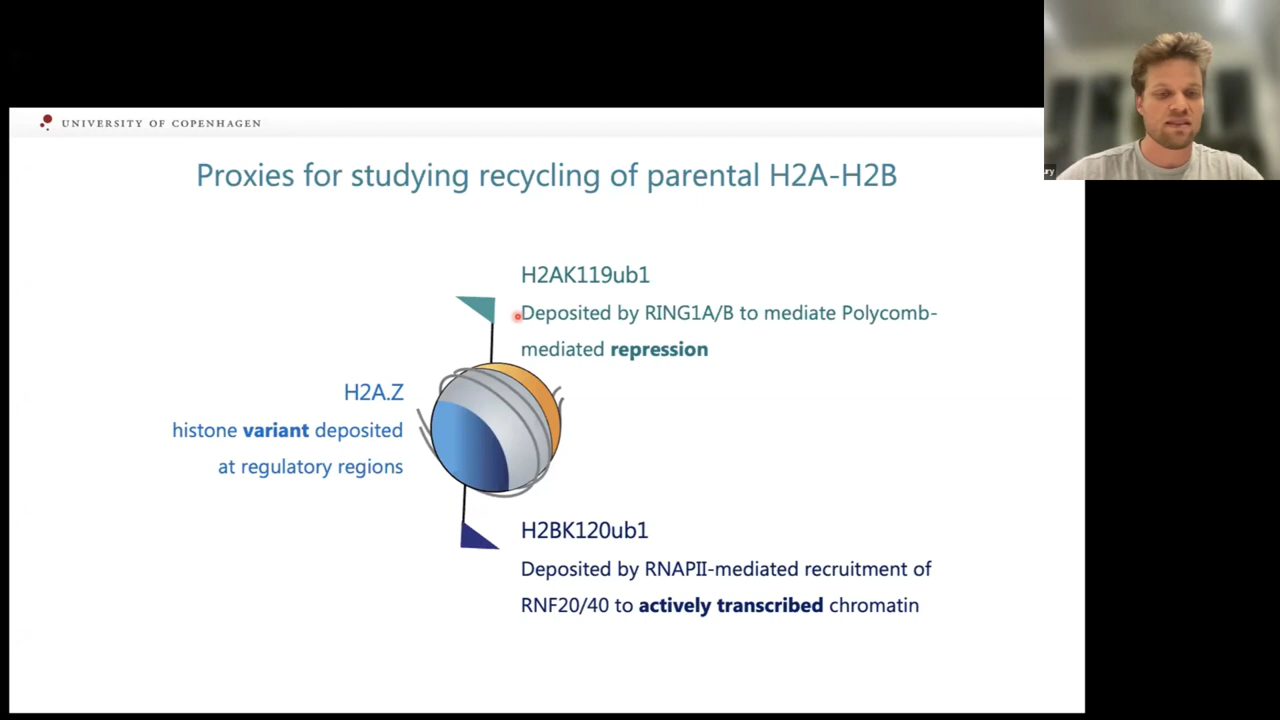 UNIVERSITY OF COPENHAGEN
Proxies for studying recycling of parental H2A-H2B
H2AK119ub1
Deposited by RING1A/B to mediate Polycomb-
mediated repression
H2A.Z
histone variant deposited
at regulatory regions
H2BK120ub1
Deposited by RNAPII-mediated recruitment of
RNF20/40 to actively transcribed chromatin